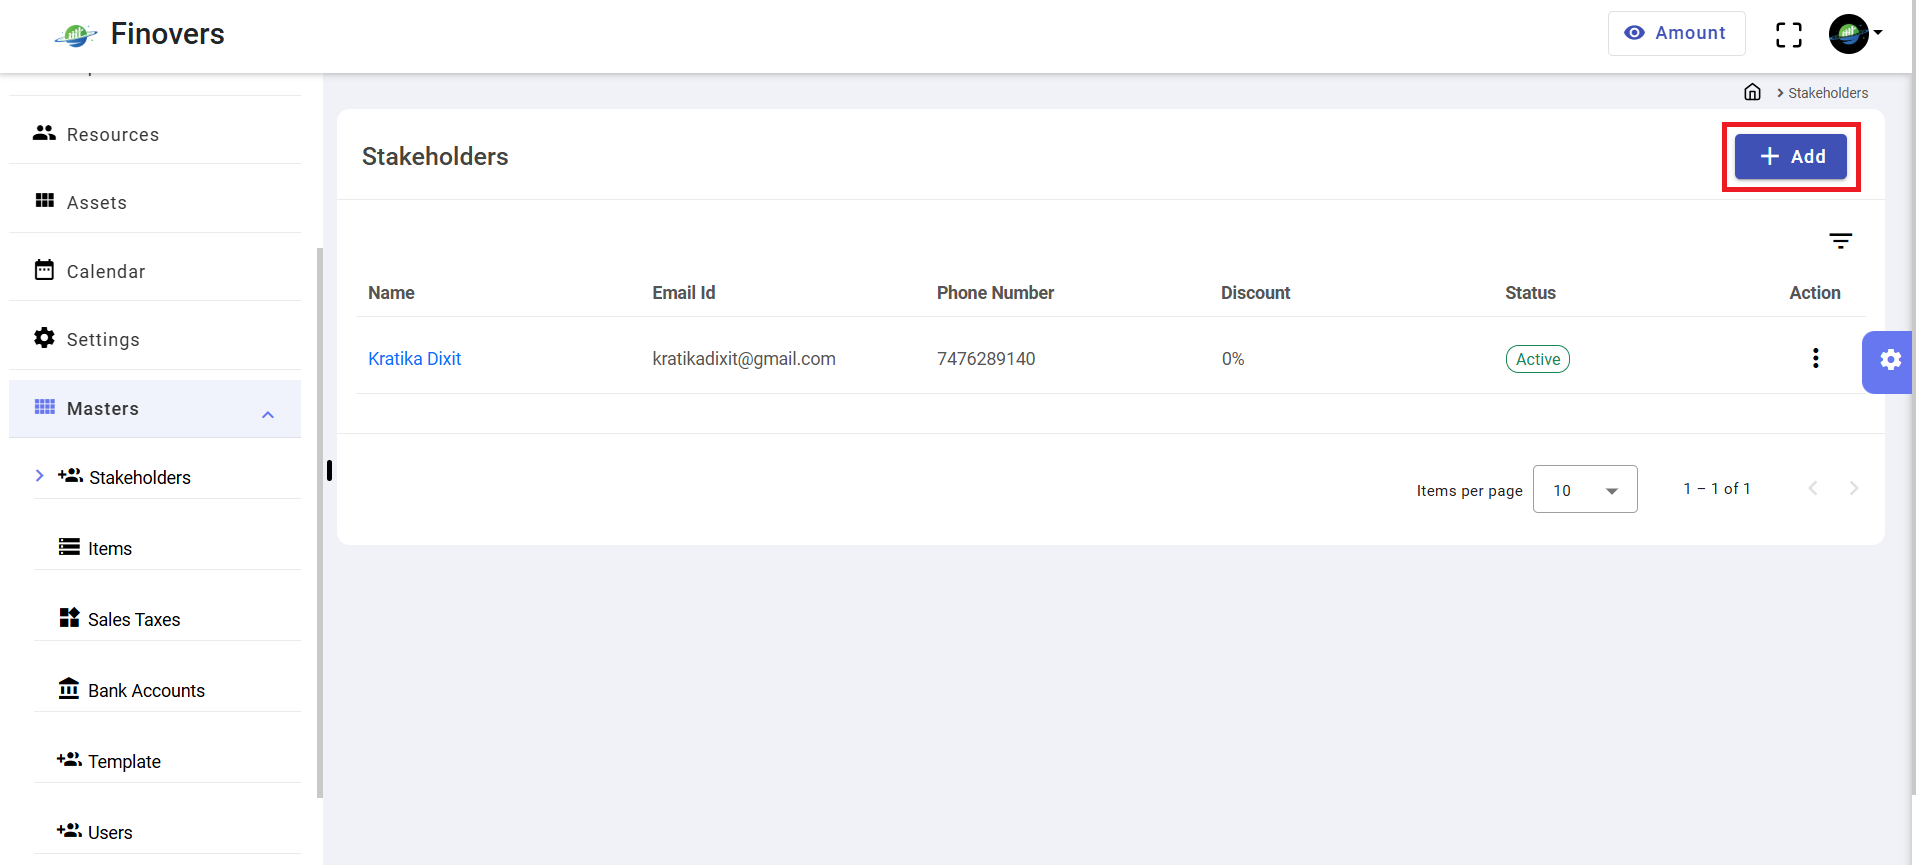 Finovers
Amount
Resources
Assets
Calendar
Settings
Masters
Stakeholders
Items
Sales Taxes
Bank Accounts
Template
Users
> Stakeholders
Stakeholders
+ Add
Name Email Id Phone Number Discount Status Action
Kratika Dixit kratikadixit@gmail.com 7476289140 0% Active
Items per page 10 1 – 1 of 1